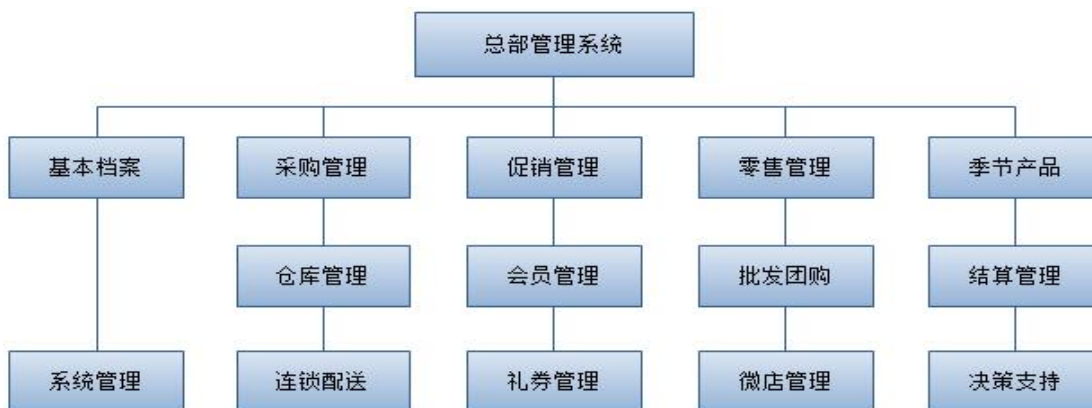 总部管理系统
基本档案
采购管理
促销管理
零售管理
季节产品
仓库管理
会员管理
批发团购
结算管理
系统管理
连锁配送
礼券管理
微店管理
决策支持